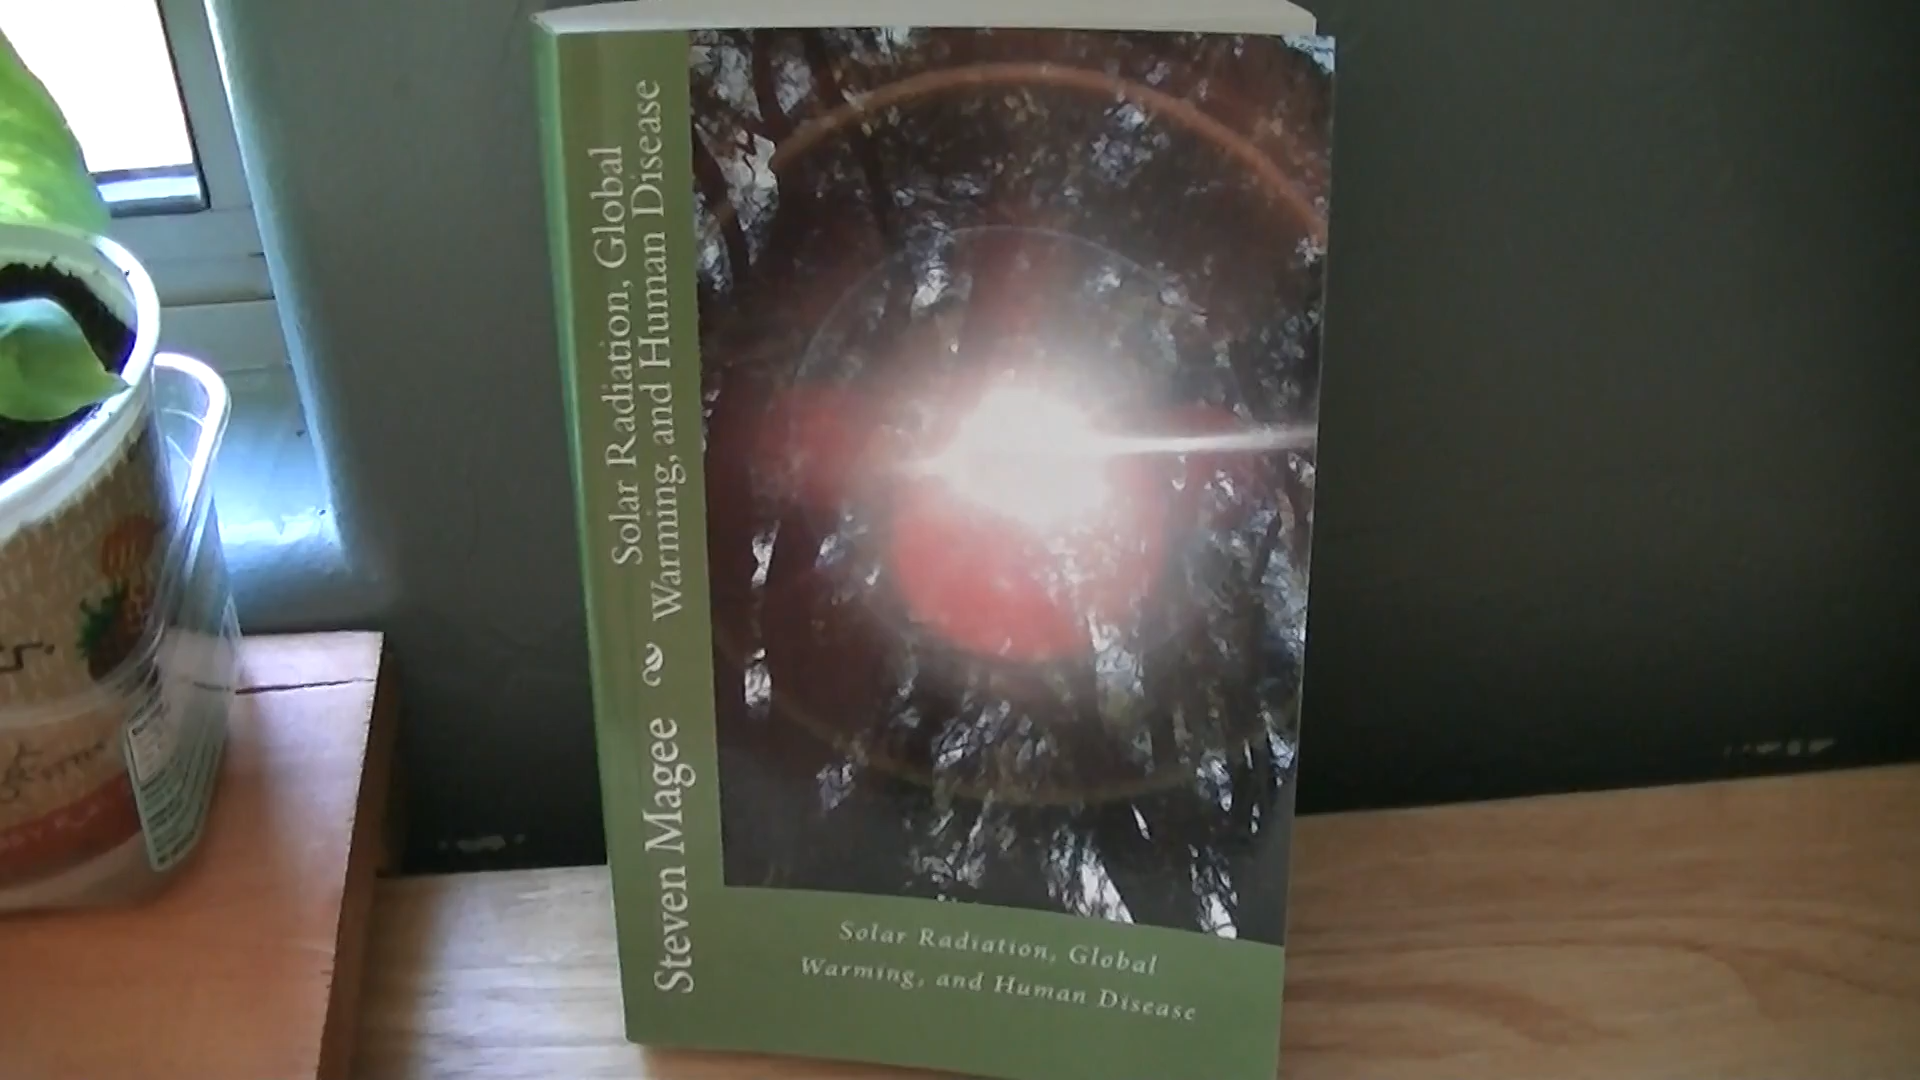 Solar Radiation, Global
Warming, and Human Disease
Steven Magee
Solar Radiation, Global
Warming, and Human Disease